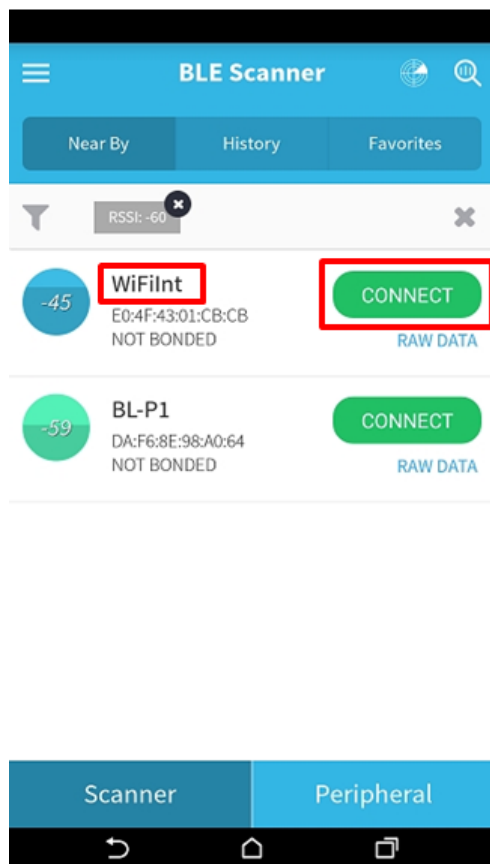 BLE Scanner
Near By
History
Favorites
RSSI: -60
-45
WiFiInt
E0:4F:43:01:CB:CB
NOT BONDED
CONNECT
RAW DATA
-59
BL-P1
DA:F6:8E:98:A0:64
NOT BONDED
CONNECT
RAW DATA
Scanner
Peripheral